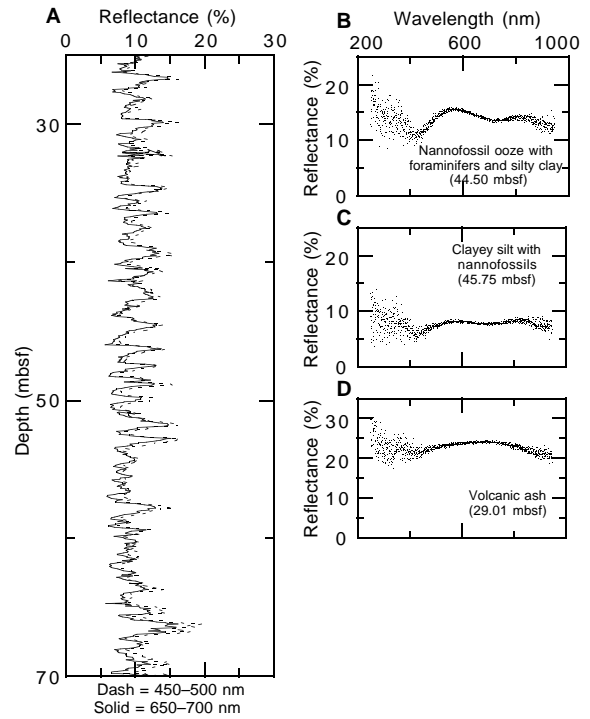 A
Reflectance (%)
0 10 20 30
30
50
70
Depth (mbsf)
Dash = 450–500 nm
Solid = 650–700 nm
B
Wavelength (nm)
200 600 1000
Reflectance (%)
20
10
0
Nannofossil ooze with
foraminifers and silty clay
(44.50 mbsf)
C
Reflectance (%)
20
10
0
Clayey silt with
nannofossils
(45.75 mbsf)
D
Reflectance (%)
30
20
10
0
Volcanic ash
(29.01 mbsf)